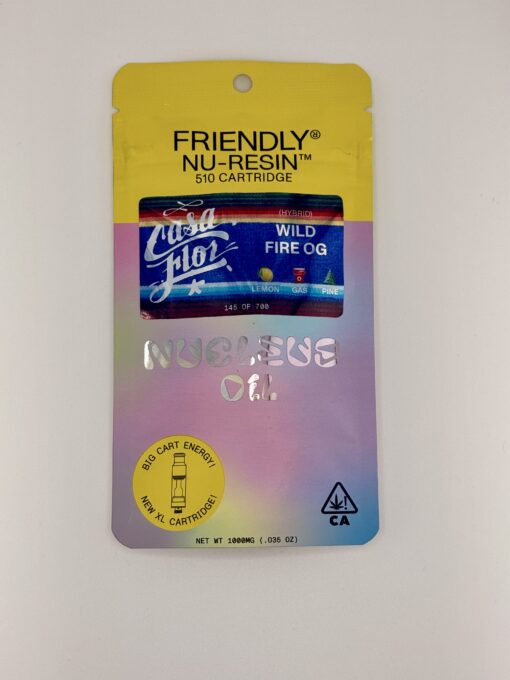 FRIENDLY®
NU-RESIN™
510 CARTRIDGE
Casa
Flor
(HYBRID)
WILD
FIRE OG
LEMON GAS PINE
145 OF 700
NUCLEUS
OIL
BIG CART ENERGY!
NEW XL CARTRIDGE!
!
CA
NET WT 1000MG (.035 OZ)